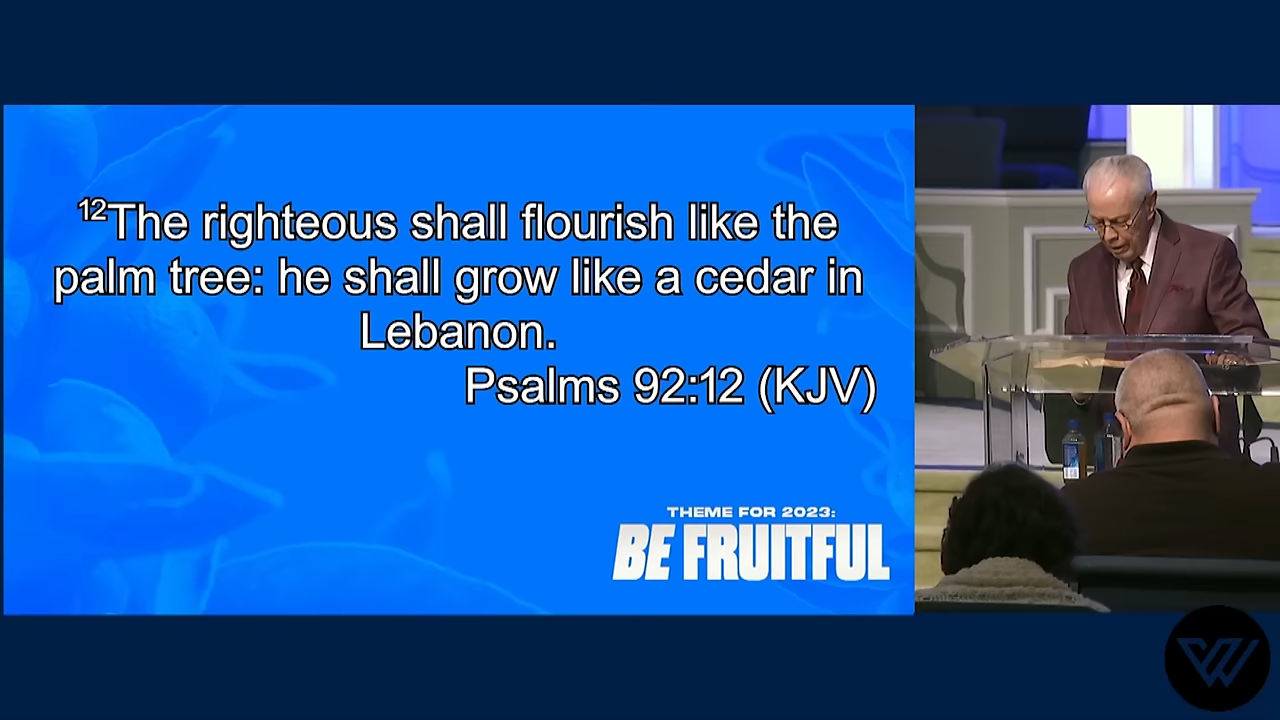 ¹²The righteous shall flourish like the
palm tree: he shall grow like a cedar in
Lebanon.
Psalms 92:12 (KJV)
THEME FOR 2023:
BE FRUITFUL